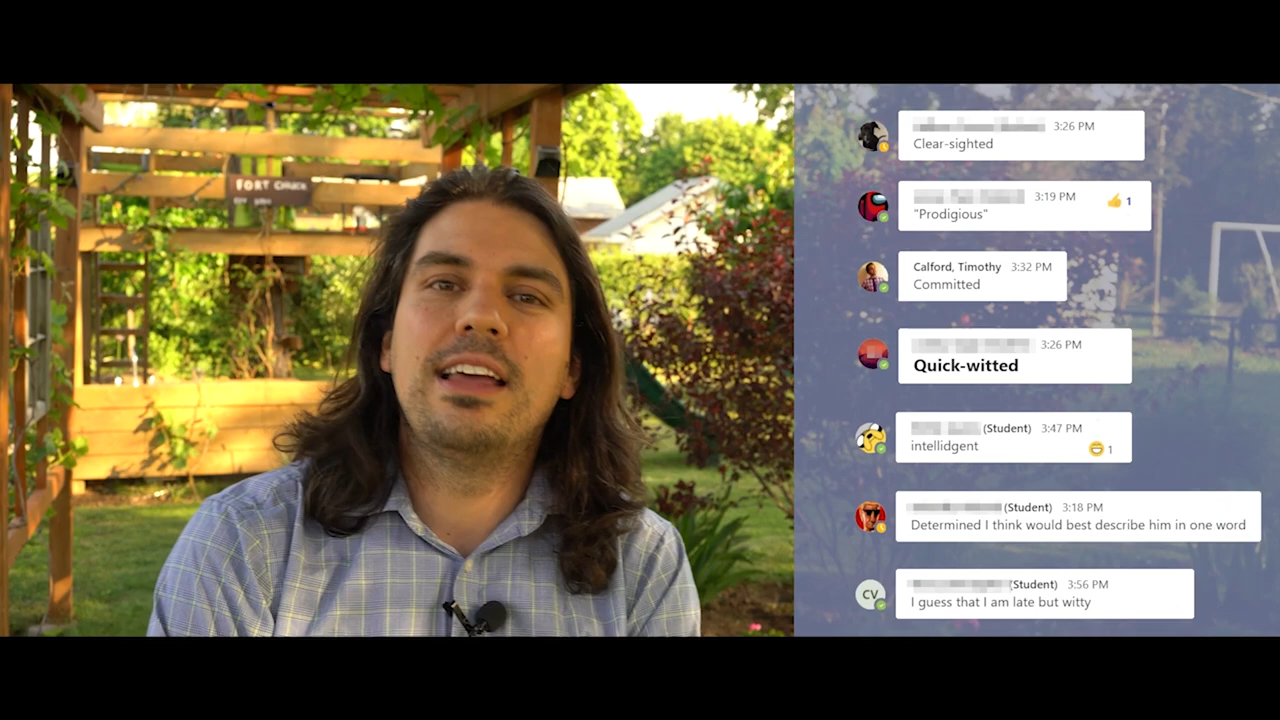 FORT
3:26 PM
Clear-sighted
3:19 PM
1
"Prodigious"
Calford, Timothy 3:32 PM
Committed
3:26 PM
Quick-witted
(Student) 3:47 PM
intellidgent
1
(Student) 3:18 PM
Determined I think would best describe him in one word
CV
(Student) 3:56 PM
I guess that I am late but witty